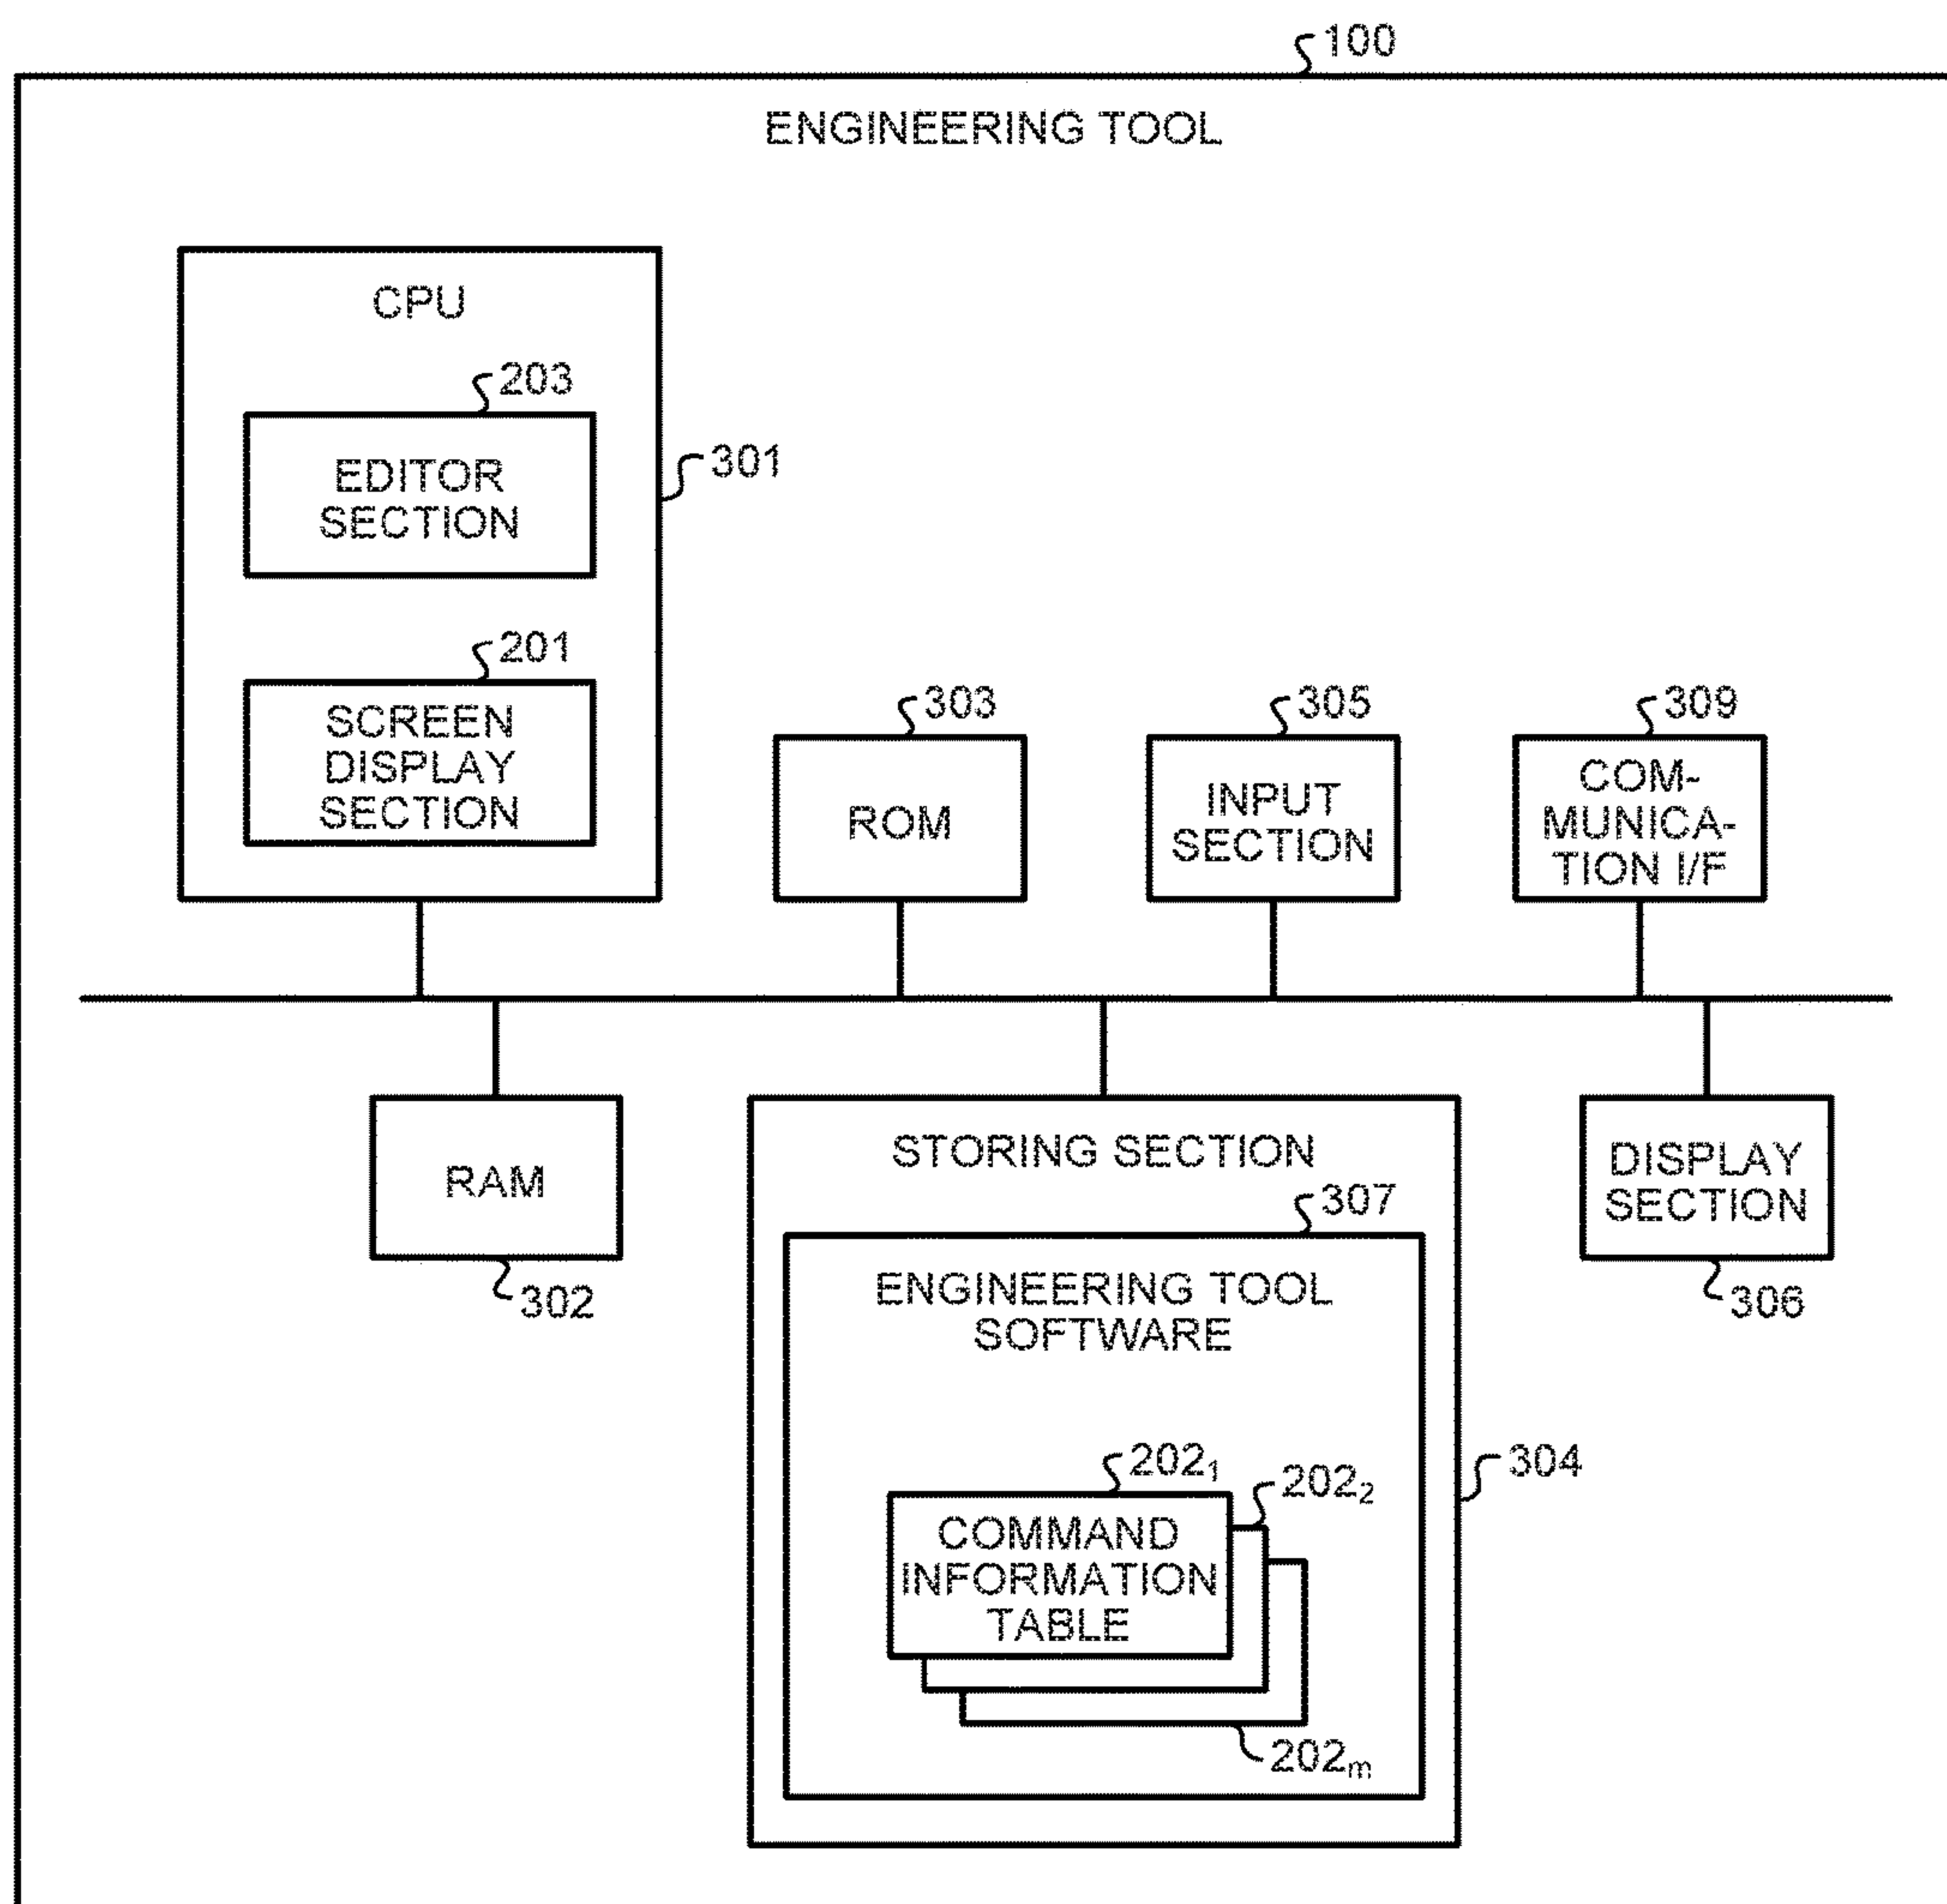 100
ENGINEERING TOOL
CPU
203
EDITOR
SECTION
301
201
SCREEN
DISPLAY
SECTION
303
ROM
305
INPUT
SECTION
309
COM-
MUNICA-
TION I/F
RAM
302
STORING SECTION
307
ENGINEERING TOOL
SOFTWARE
202₁
202₂
COMMAND
INFORMATION
TABLE
202ₘ
304
DISPLAY
SECTION
306